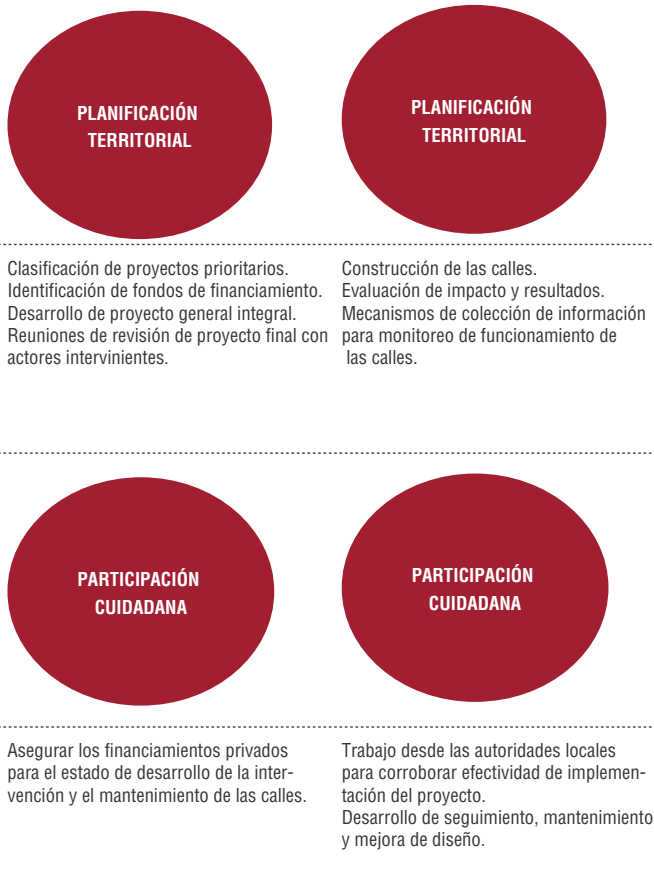 PLANIFICACIÓN
TERRITORIAL
Clasificación de proyectos prioritarios.
Identificación de fondos de financiamiento.
Desarrollo de proyecto general integral.
Reuniones de revisión de proyecto final con
actores intervinientes.
PLANIFICACIÓN
TERRITORIAL
Construcción de las calles.
Evaluación de impacto y resultados.
Mecanismos de colección de información
para monitoreo de funcionamiento de
las calles.
PARTICIPACIÓN
CUIDADANA
Asegurar los financiamientos privados
para el estado de desarrollo de la inter-
vención y el mantenimiento de las calles.
PARTICIPACIÓN
CUIDADANA
Trabajo desde las autoridades locales
para corroborar efectividad de implemen-
tación del proyecto.
Desarrollo de seguimiento, mantenimiento
y mejora de diseño.